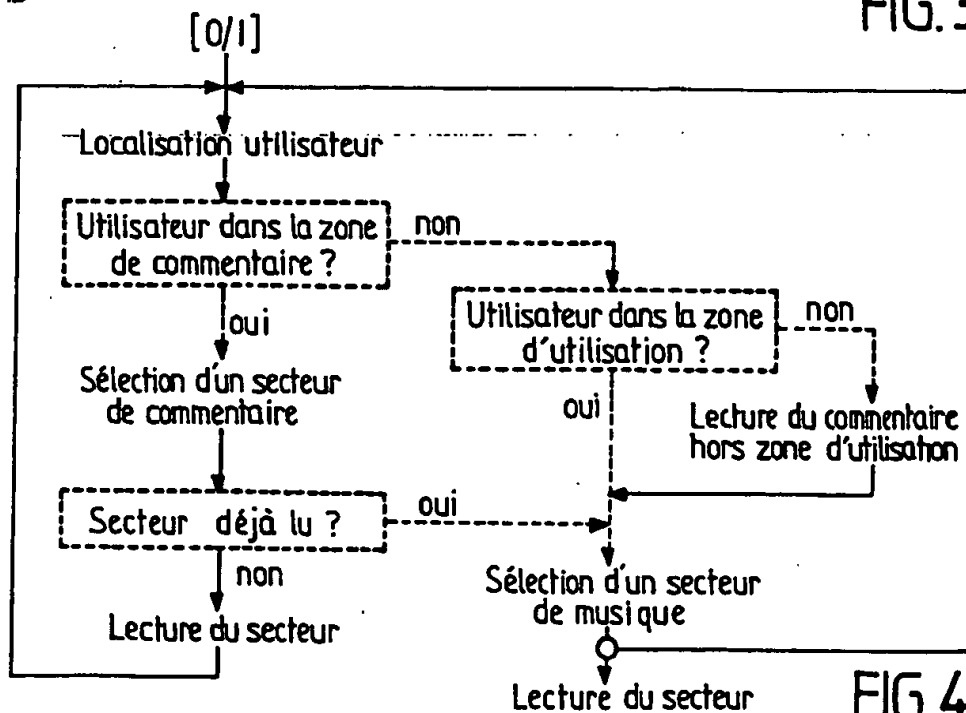 FIG. 5
[0/1]
Localisation utilisateur
Utilisateur dans la zone
de commentaire ?
non
oui
Utilisateur dans la zone
d'utilisation ?
non
Sélection d'un secteur
de commentaire
oui
Lecture du commentaire
hors zone d'utilisation
Secteur déjà lu ?
oui
non
Sélection d'un secteur
de musique
Lecture du secteur
Lecture du secteur
FIG 4